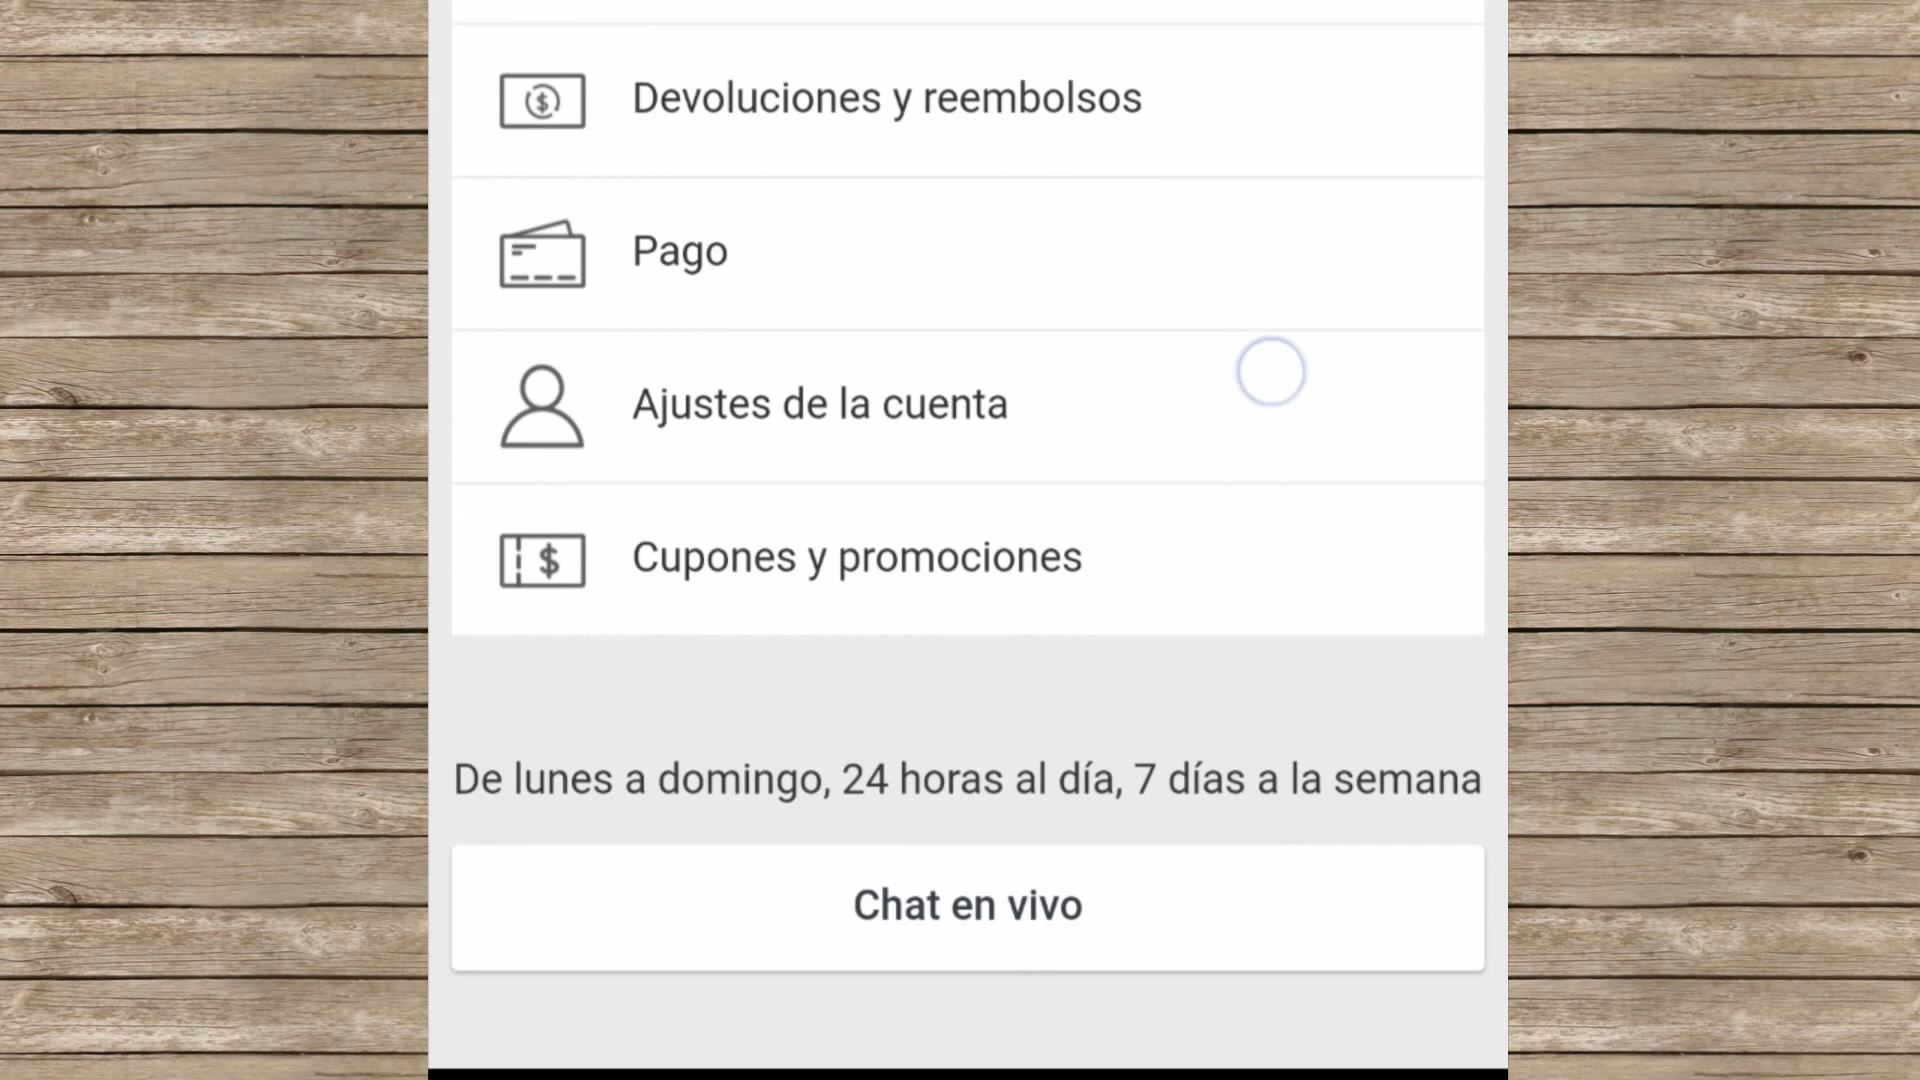 Devoluciones y reembolsos
Pago
Ajustes de la cuenta
$ Cupones y promociones
De lunes a domingo, 24 horas al día, 7 días a la semana
Chat en vivo